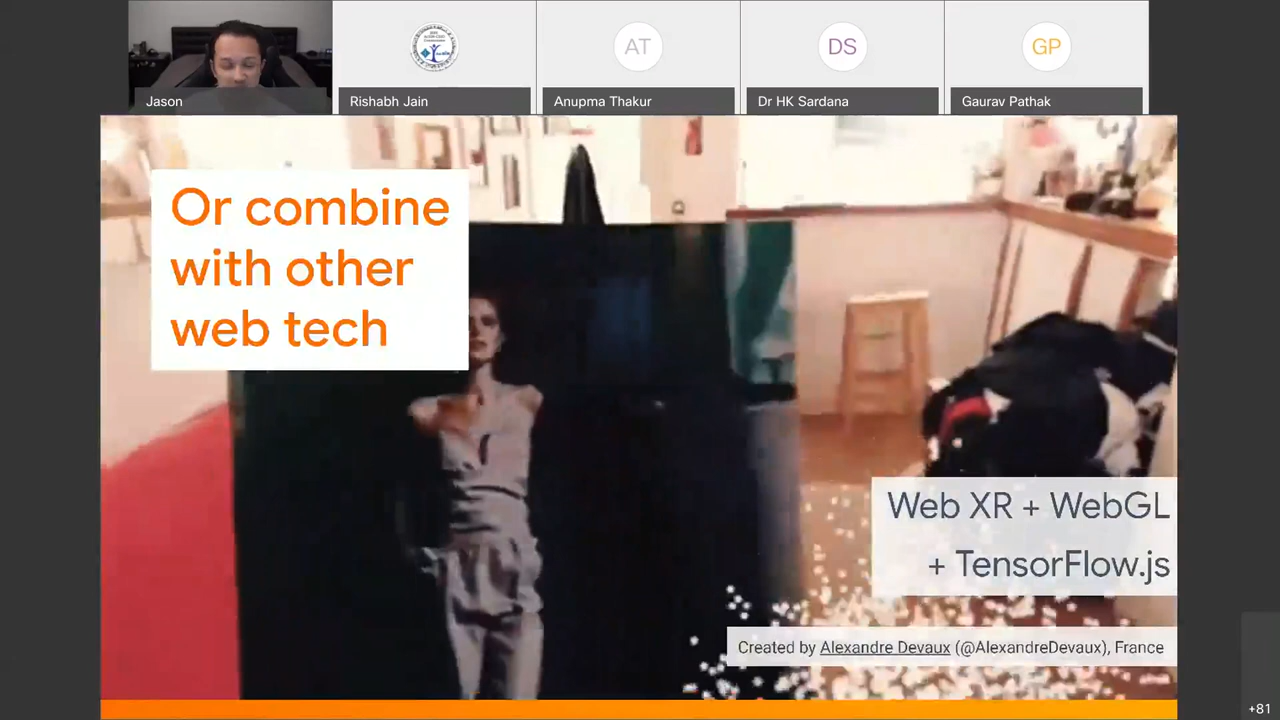 Jason
Rishabh Jain
AT
Anupma Thakur
DS
Dr HK Sardana
GP
Gaurav Pathak
Or combine
with other
web tech
Web XR + WebGL
+ TensorFlow.js
Created by Alexandre Devaux (@AlexandreDevaux), France
+81